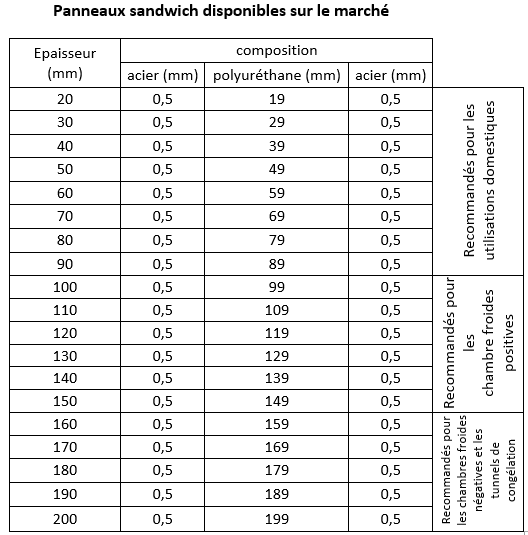 Panneaux sandwich disponibles sur le marché
Epaisseur (mm) composition
acier (mm) polyuréthane (mm) acier (mm)
20 0,5 19 0,5
30 0,5 29 0,5
40 0,5 39 0,5
50 0,5 49 0,5
60 0,5 59 0,5
70 0,5 69 0,5
80 0,5 79 0,5
90 0,5 89 0,5
Recommandés pour les
utilisations domestiques
100 0,5 99 0,5
110 0,5 109 0,5
120 0,5 119 0,5
130 0,5 129 0,5
140 0,5 139 0,5
150 0,5 149 0,5
Recommandés pour
les
chambre froides
positives
160 0,5 159 0,5
170 0,5 169 0,5
180 0,5 179 0,5
190 0,5 189 0,5
200 0,5 199 0,5
Recommandés pour
les chambres froides
négatives et les
tunnels de
congélation